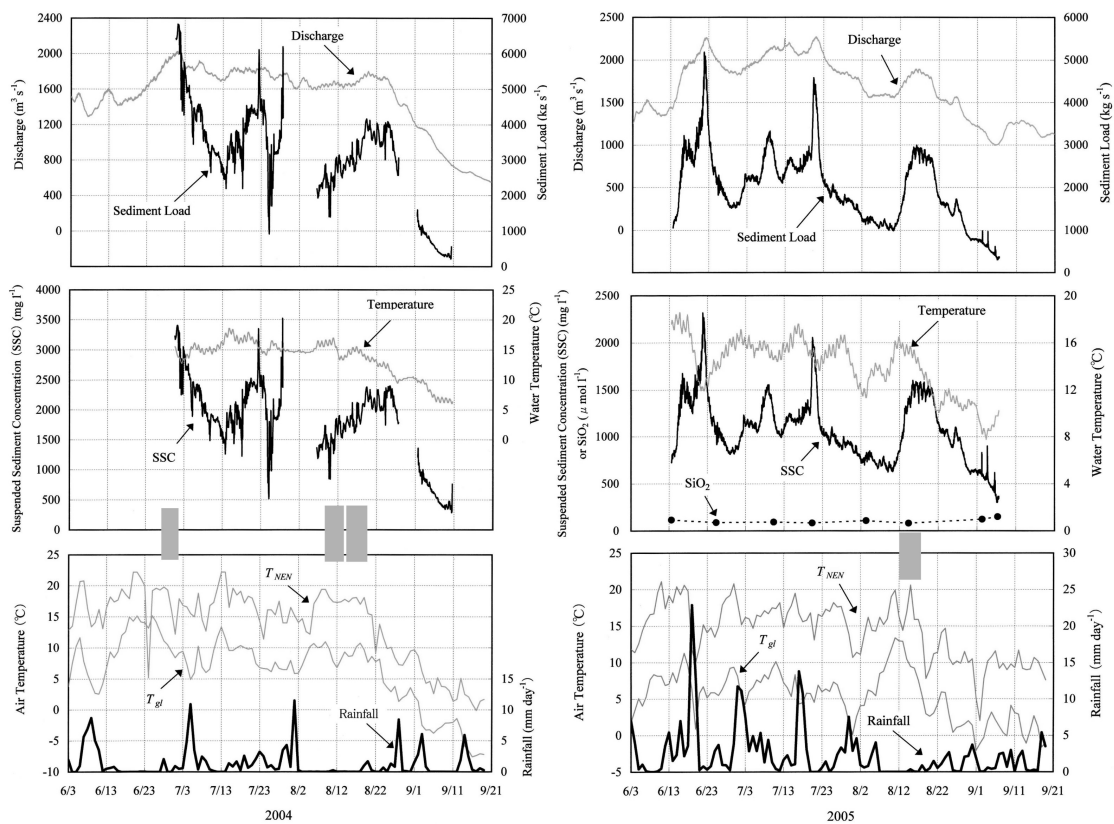 2400
2000
1600
1200
800
400
0
Discharge (m³ s⁻¹)
7000
6000
5000
4000
3000
2000
1000
0
Sediment Load (kg s⁻¹)
Discharge
Sediment Load
2500
2000
1500
1000
500
0
Discharge (m³ s⁻¹)
6000
5000
4000
3000
2000
1000
0
Sediment Load (kg s⁻¹)
Discharge
Sediment Load
4000
3500
3000
2500
2000
1500
1000
500
0
Suspended Sediment Concentration (SSC) (mg l⁻¹)
25
20
15
10
5
0
Water Temperature (℃)
Temperature
SSC
2500
2000
1500
1000
500
0
Suspended Sediment Concentration (SSC) (mg l⁻¹)
or SiO₂ (μ mol l⁻¹)
20
16
12
8
4
0
Water Temperature (℃)
Temperature
SSC
SiO₂
25
20
15
10
5
0
-5
-10
Air Temperature (℃)
15
10
5
0
Rainfall (mm day⁻¹)
T NEN
T gl
Rainfall
6/3 6/13 6/23 7/3 7/13 7/23 8/2 8/12 8/22 9/1 9/11 9/21
2004
25
20
15
10
5
0
-5
Air Temperature (℃)
30
25
20
15
10
5
0
Rainfall (mm day⁻¹)
T NEN
T gl
Rainfall
6/3 6/13 6/23 7/3 7/13 7/23 8/2 8/12 8/22 9/1 9/11 9/21
2005